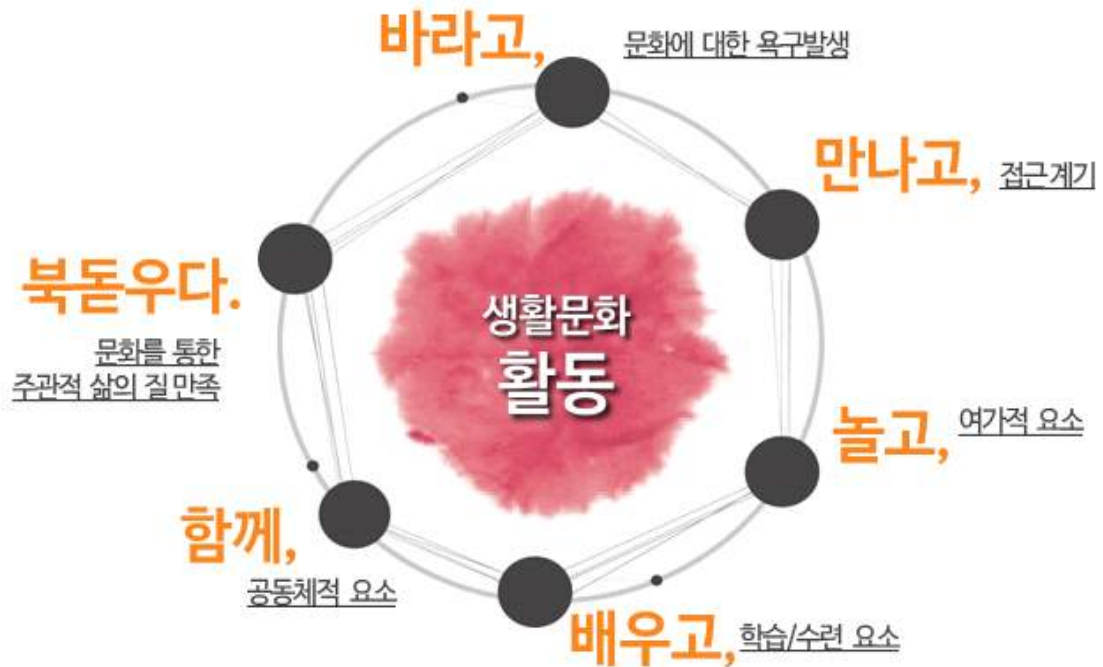 바라고,
문화에 대한 욕구발생
만나고,
접근계기
놀고,
여가적 요소
배우고,
학습/수련 요소
함께,
공동체적 요소
북돋우다.
문화를 통한
주관적 삶의 질 만족
생활문화
활동